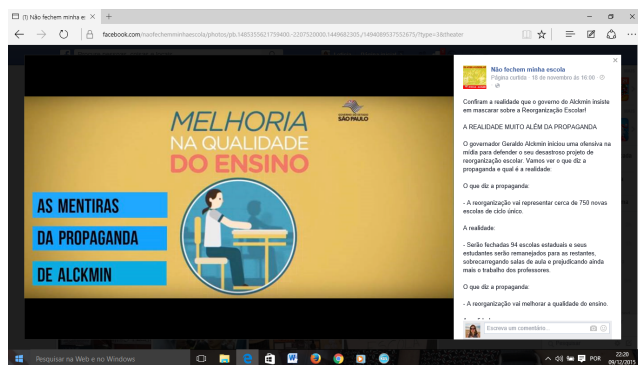 (1) Não fechem minha es
facebook.com/naofechemminhaescola/photos/pb.1485355621759400.-2207520000.1449682305./1494089537552675/?type=3&theater
MELHORIA
NA QUALIDADE
DO ENSINO
SÃO PAULO
AS MENTIRAS
DA PROPAGANDA
DE ALCKMIN
Não fechem minha escola
Página curtida · 18 de novembro às 16:00 ·
Confiram a realidade que o governo do Alckmin insiste
em mascarar sobre a Reorganização Escolar!
A REALIDADE MUITO ALÉM DA PROPAGANDA
O governador Geraldo Alckmin iniciou uma ofensiva na
mídia para defender o seu desastroso projeto de
reorganização escolar. Vamos ver o que diz a
propaganda e qual é a realidade:
O que diz a propaganda:
- A reorganização vai representar cerca de 750 novas
escolas de ciclo único.
A realidade:
- Serão fechadas 94 escolas estaduais e seus
estudantes serão remanejados para as restantes,
sobrecarregando salas de aula e prejudicando ainda
mais o trabalho dos professores.
O que diz a propaganda:
- A reorganização vai melhorar a qualidade do ensino.
Escreva um comentário...
Pesquisar na Web e no Windows
POR
22:20
09/12/2015